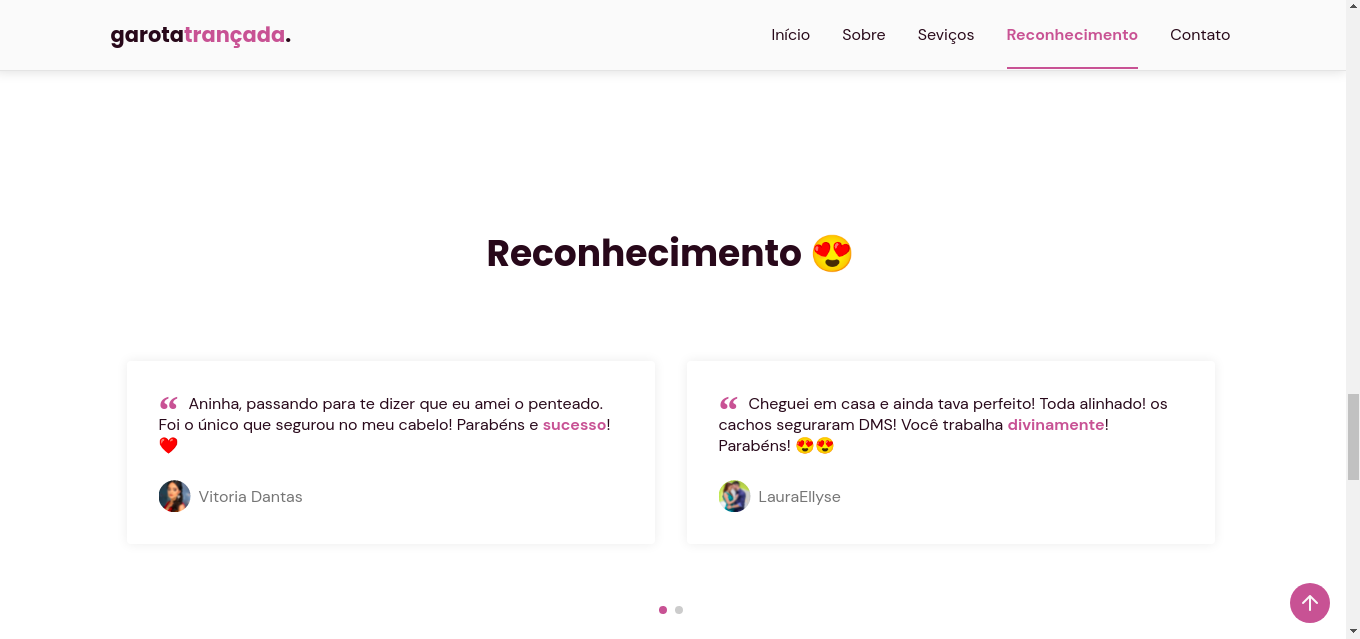 garotatrançada.
Início Sobre Seviços Reconhecimento Contato
Reconhecimento 😍
“ Aninha, passando para te dizer que eu amei o penteado.
Foi o único que segurou no meu cabelo! Parabéns e sucesso!
❤️
Vitoria Dantas
“ Cheguei em casa e ainda tava perfeito! Toda alinhado! os
cachos seguraram DMS! Você trabalha divinamente!
Parabéns! 😍😍
LauraEllyse